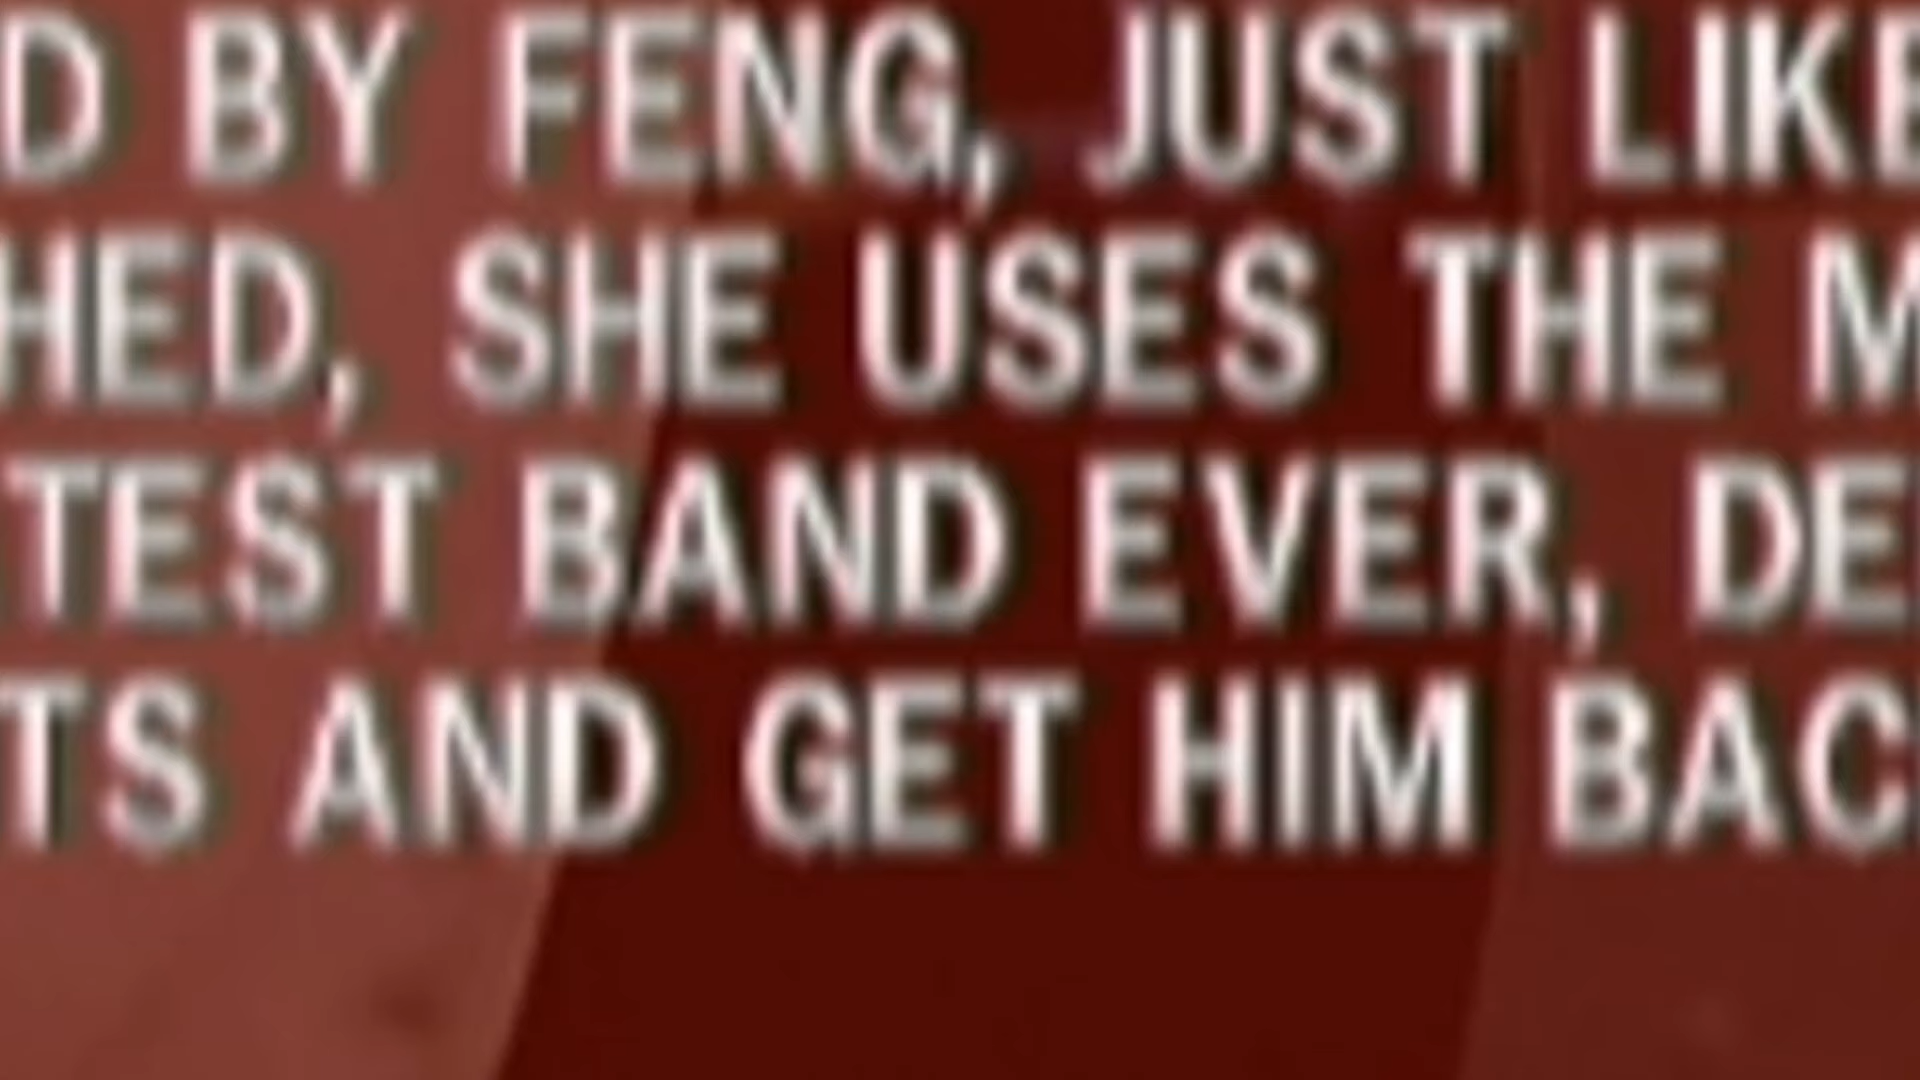 D BY FENG, JUST LIKE
HED, SHE USES THE M
TEST BAND EVER, DE
TS AND GET HIM BAC